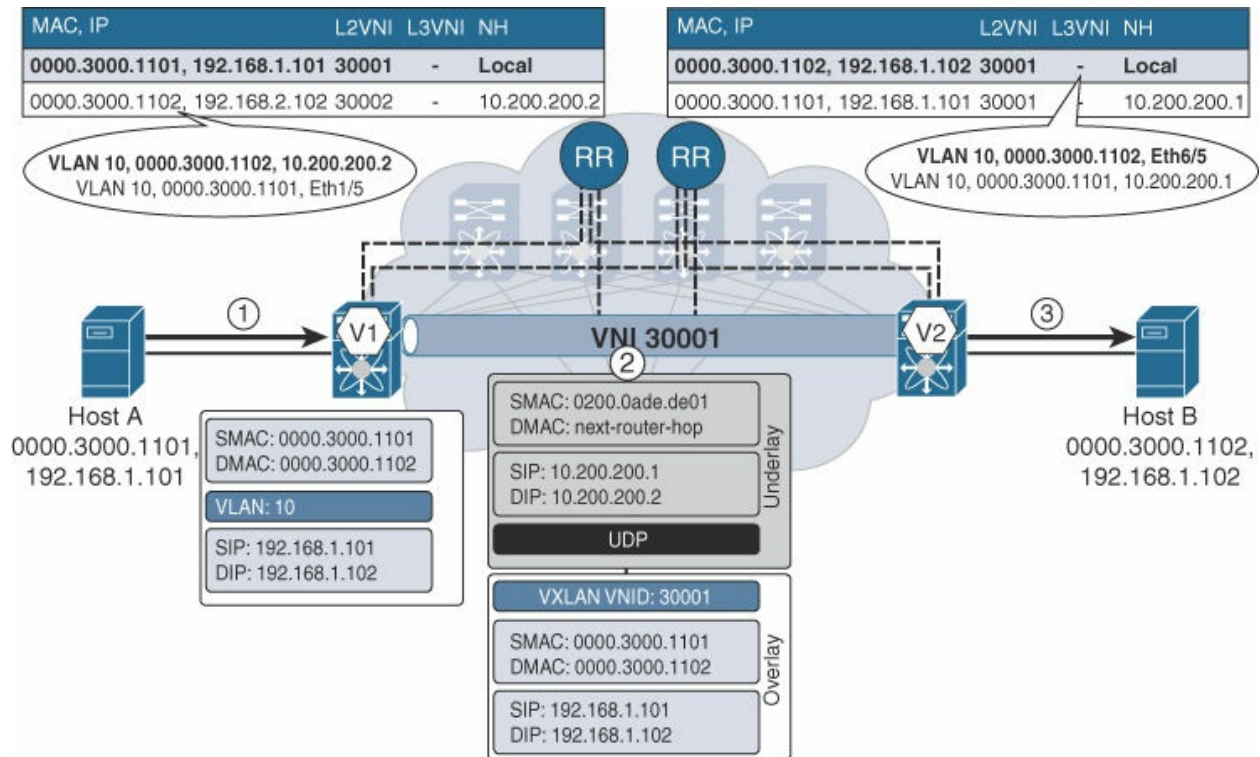 MAC, IP L2VNI L3VNI NH
0000.3000.1101, 192.168.1.101 30001 - Local
0000.3000.1102, 192.168.2.102 30002 - 10.200.200.2
MAC, IP L2VNI L3VNI NH
0000.3000.1102, 192.168.1.102 30001 - Local
0000.3000.1101, 192.168.1.101 30001 - 10.200.200.1
VLAN 10, 0000.3000.1102, 10.200.200.2
VLAN 10, 0000.3000.1101, Eth1/5
RR
RR
VLAN 10, 0000.3000.1102, Eth6/5
VLAN 10, 0000.3000.1101, 10.200.200.1
1
V1
VNI 30001
V2
3
2
Host A
0000.3000.1101,
192.168.1.101
Host B
0000.3000.1102,
192.168.1.102
SMAC: 0000.3000.1101
DMAC: 0000.3000.1102
VLAN: 10
SIP: 192.168.1.101
DIP: 192.168.1.102
SMAC: 0200.0ade.de01
DMAC: next-router-hop
SIP: 10.200.200.1
DIP: 10.200.200.2
UDP
Underlay
VXLAN VNID: 30001
SMAC: 0000.3000.1101
DMAC: 0000.3000.1102
SIP: 192.168.1.101
DIP: 192.168.1.102
Overlay